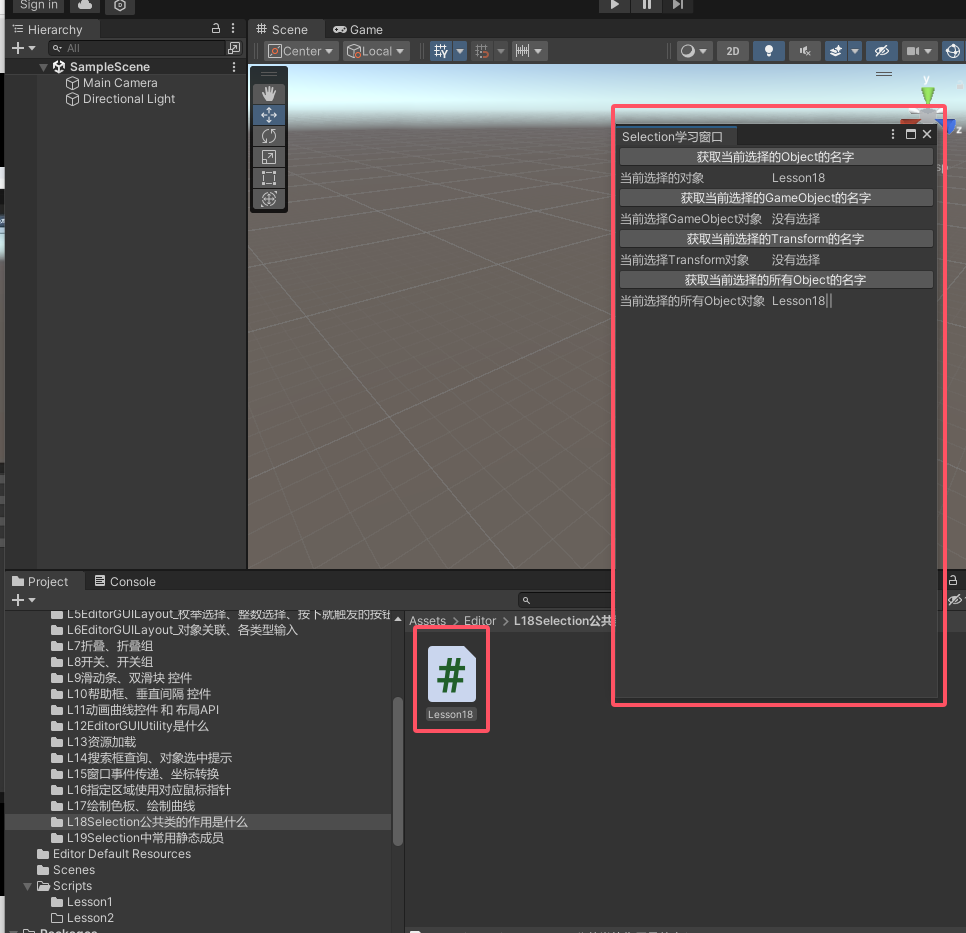 Sign in
Hierarchy
All
SampleScene
Main Camera
Directional Light
Scene
Game
Center
Local
2D
y
z
Selection学习窗口
获取当前选择的Object的名字
当前选择的对象 Lesson18
获取当前选择的GameObject的名字
当前选择GameObject对象 没有选择
获取当前选择的Transform的名字
当前选择Transform对象 没有选择
获取当前选择的所有Object的名字
当前选择的所有Object对象 Lesson18||
Project
Console
L5EditorGUILayout_枚举选择、整数选择、按下就触发的按钮
L6EditorGUILayout_对象关联、各类型输入
L7折叠、折叠组
L8开关、开关组
L9滑动条、双滑块 控件
L10帮助框、垂直间隔 控件
L11动画曲线控件 和 布局API
L12EditorGUIUtility是什么
L13资源加载
L14搜索框查询、对象选中提示
L15窗口事件传递、坐标转换
L16指定区域使用对应鼠标指针
L17绘制色板、绘制曲线
L18Selection公共类的作用是什么
L19Selection中常用静态成员
Editor Default Resources
Scenes
Scripts
Lesson1
Lesson2
Packages
Assets > Editor > L18Selection公共
#
Lesson18